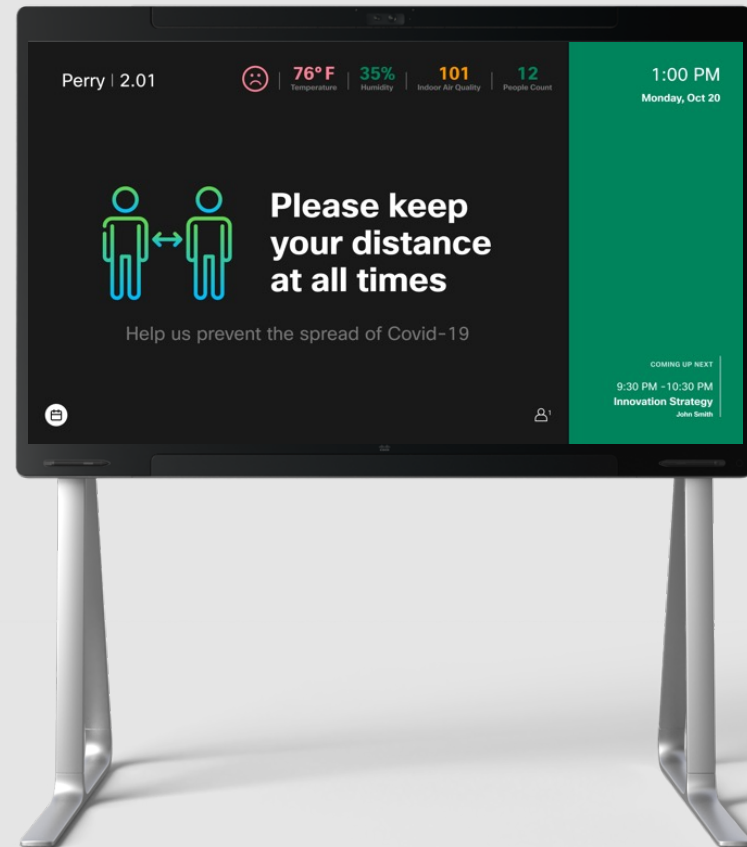 Perry | 2.01
76° F
Temperature
35%
Humidity
101
Indoor Air Quality
12
People Count
1:00 PM
Monday, Oct 20
Please keep
your distance
at all times
Help us prevent the spread of Covid-19
1
COMING UP NEXT
9:30 PM -10:30 PM
Innovation Strategy
John Smith